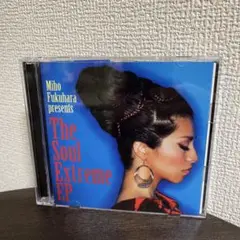 Miho
Fukuhara
presents
The
Soul
Extreme
EP